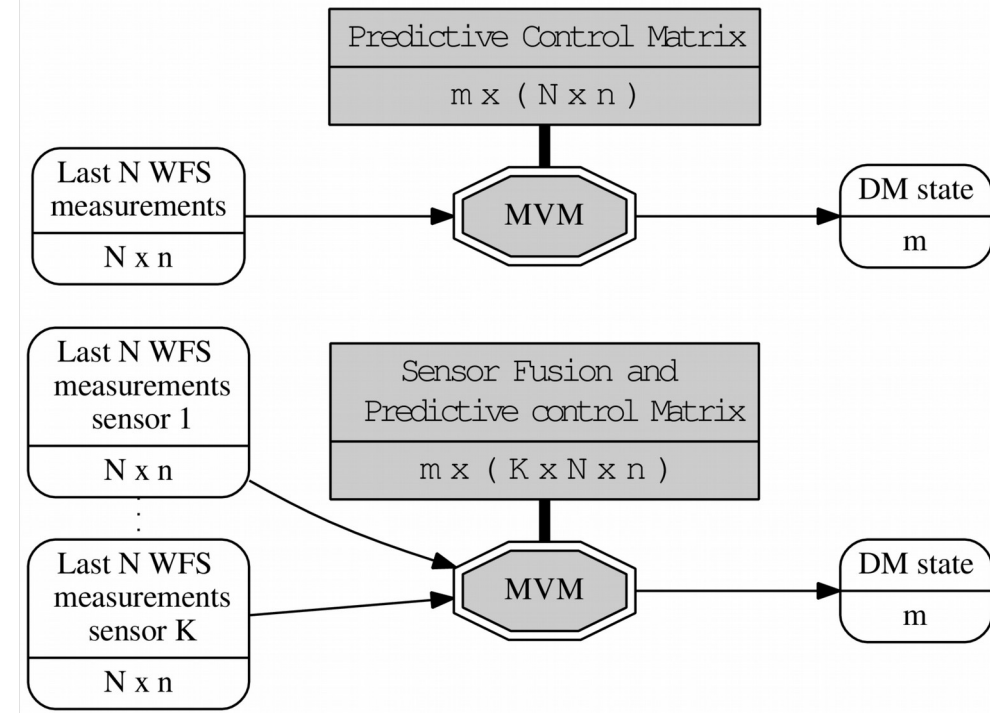 Predictive Control Matrix
m x ( N x n )
Last N WFS
measurements
N x n
MVM
DM state
m
Last N WFS
measurements
sensor 1
N x n
Sensor Fusion and
Predictive control Matrix
m x ( K x N x n )
Last N WFS
measurements
sensor K
N x n
MVM
DM state
m